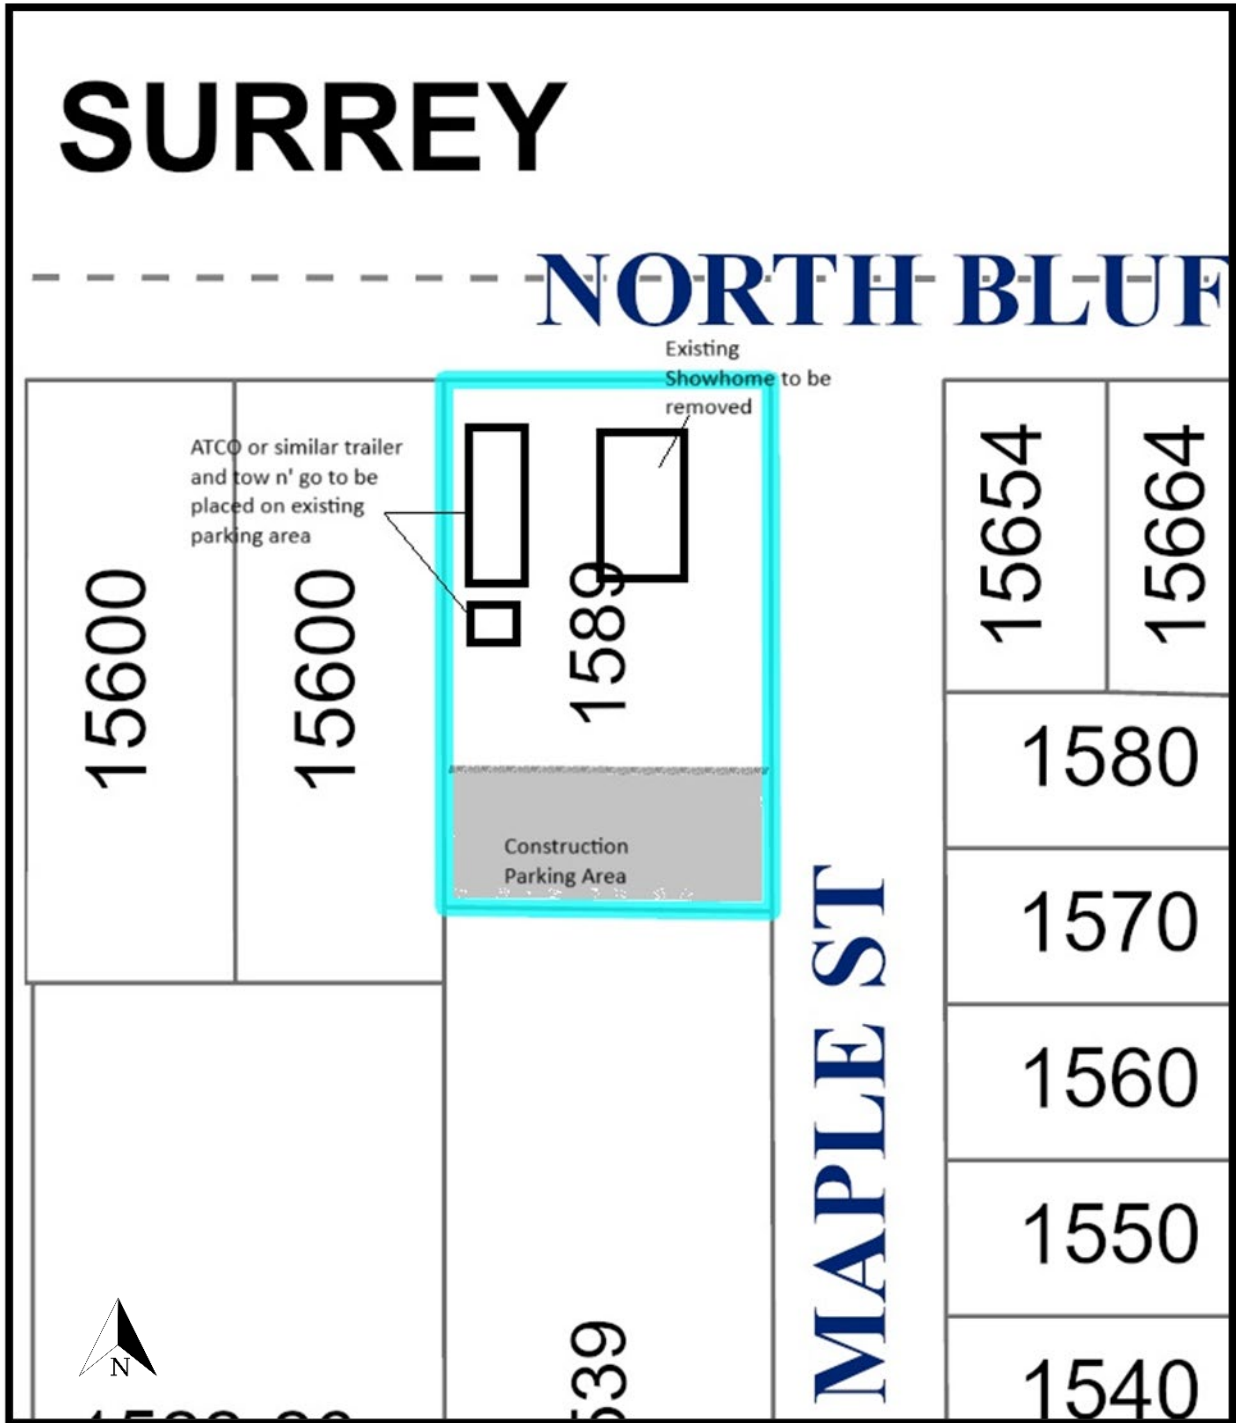 SURREY
NORTH BLUF
Existing
Showhome to be
removed
ATCO or similar trailer
and tow n' go to be
placed on existing
parking area
15600
15600
1589
15654
15664
1580
Construction
Parking Area
1570
MAPLE ST
1560
1550
539
1540
N